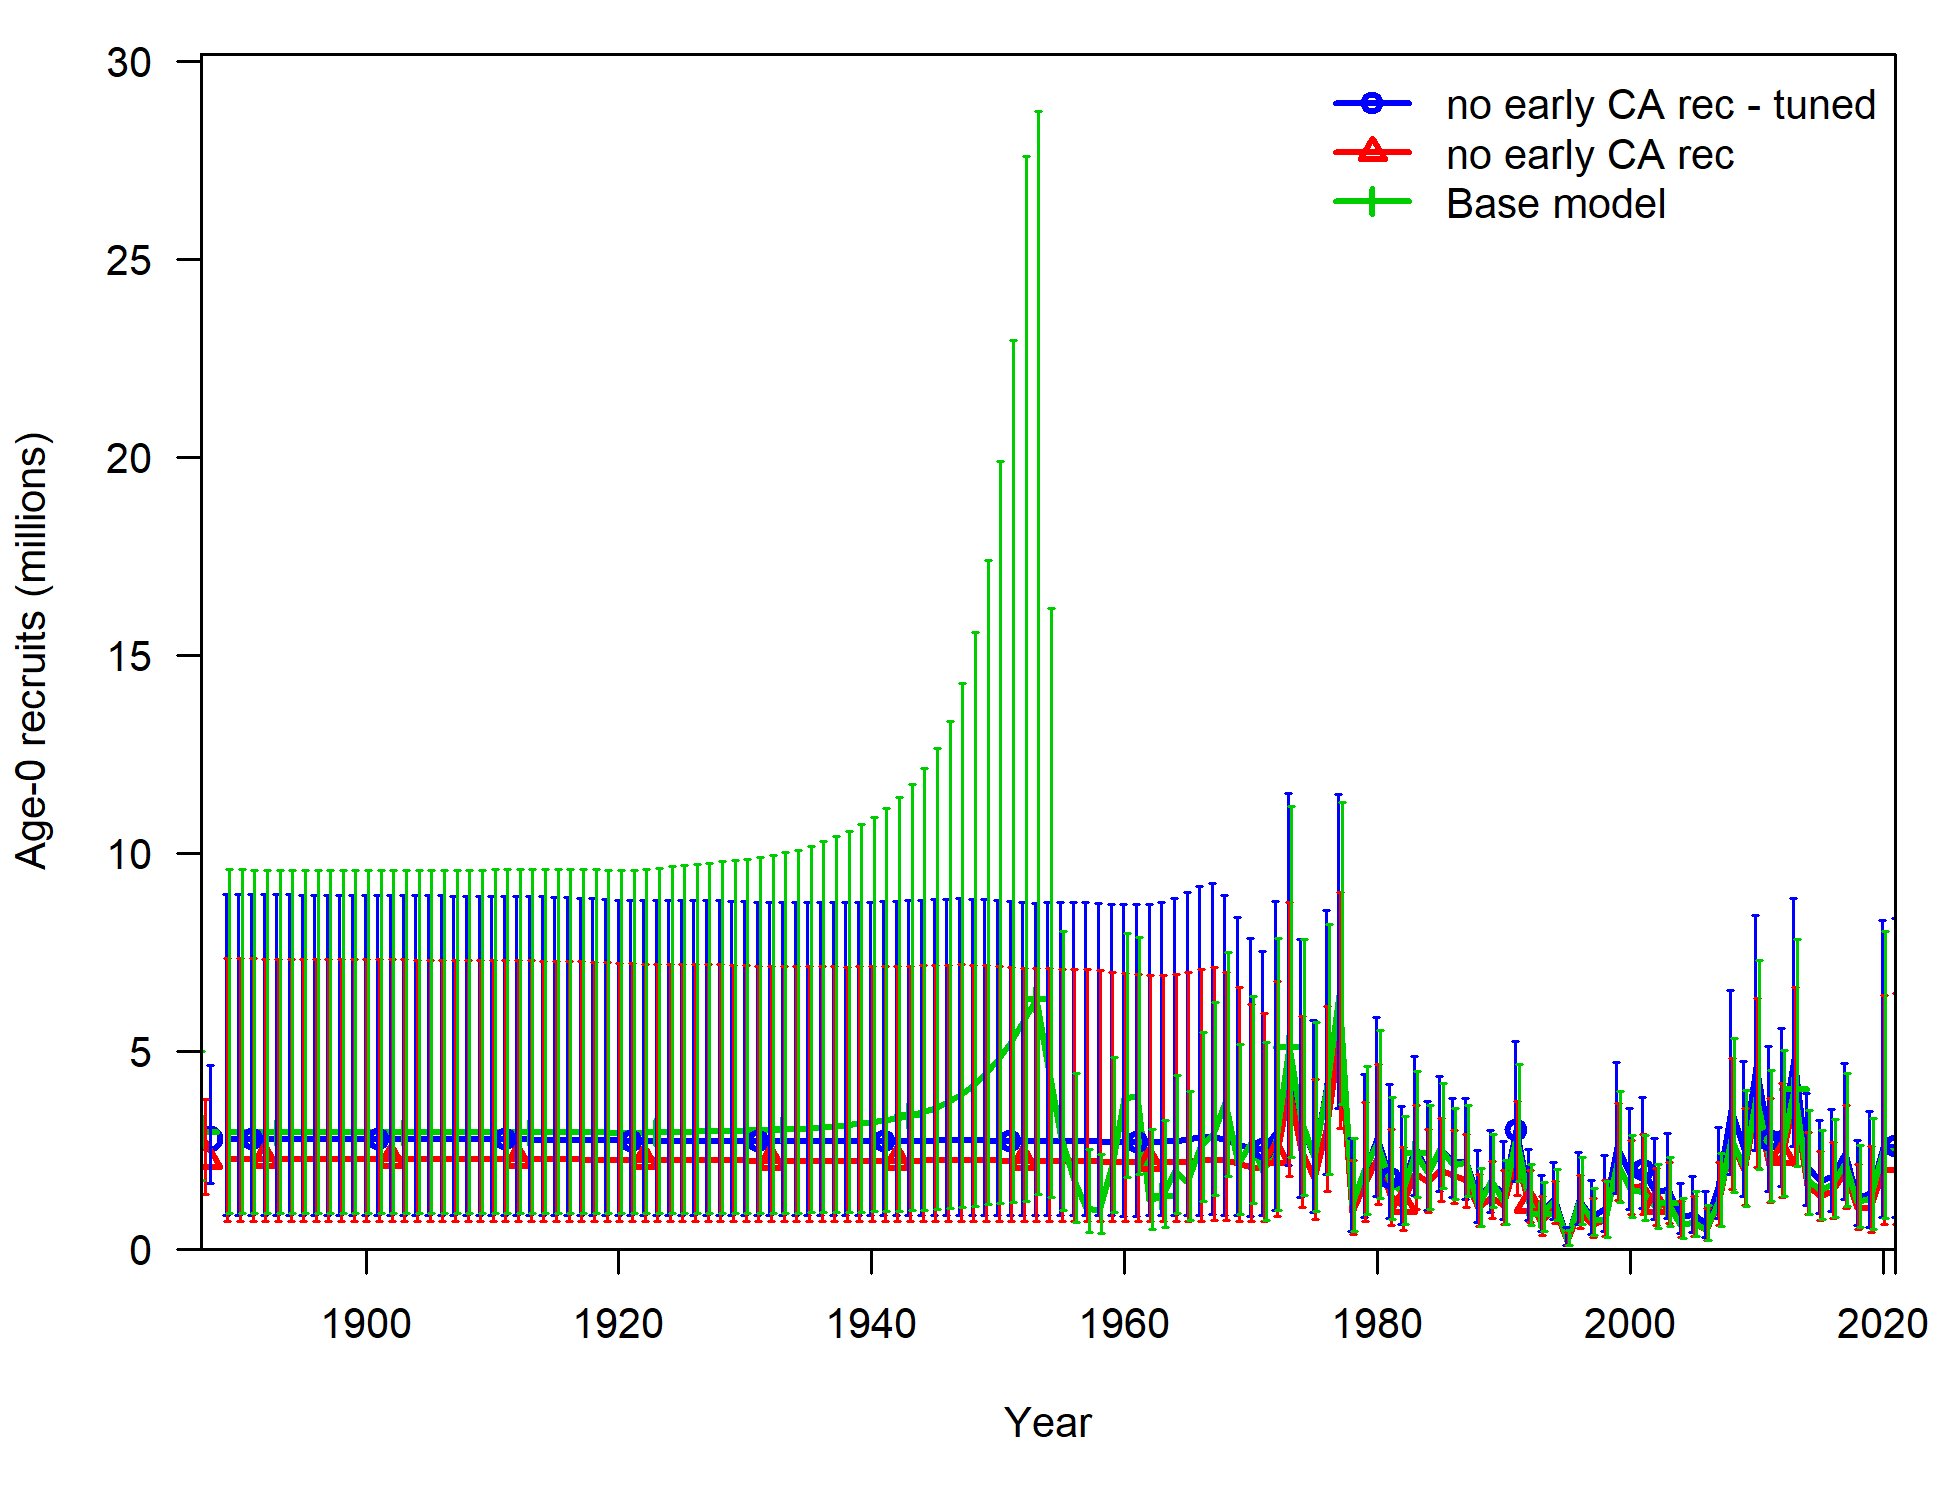 30
25
20
15
10
5
0
Age-0 recruits (millions)
no early CA rec - tuned
no early CA rec
Base model
1900 1920 1940 1960 1980 2000 2020
Year